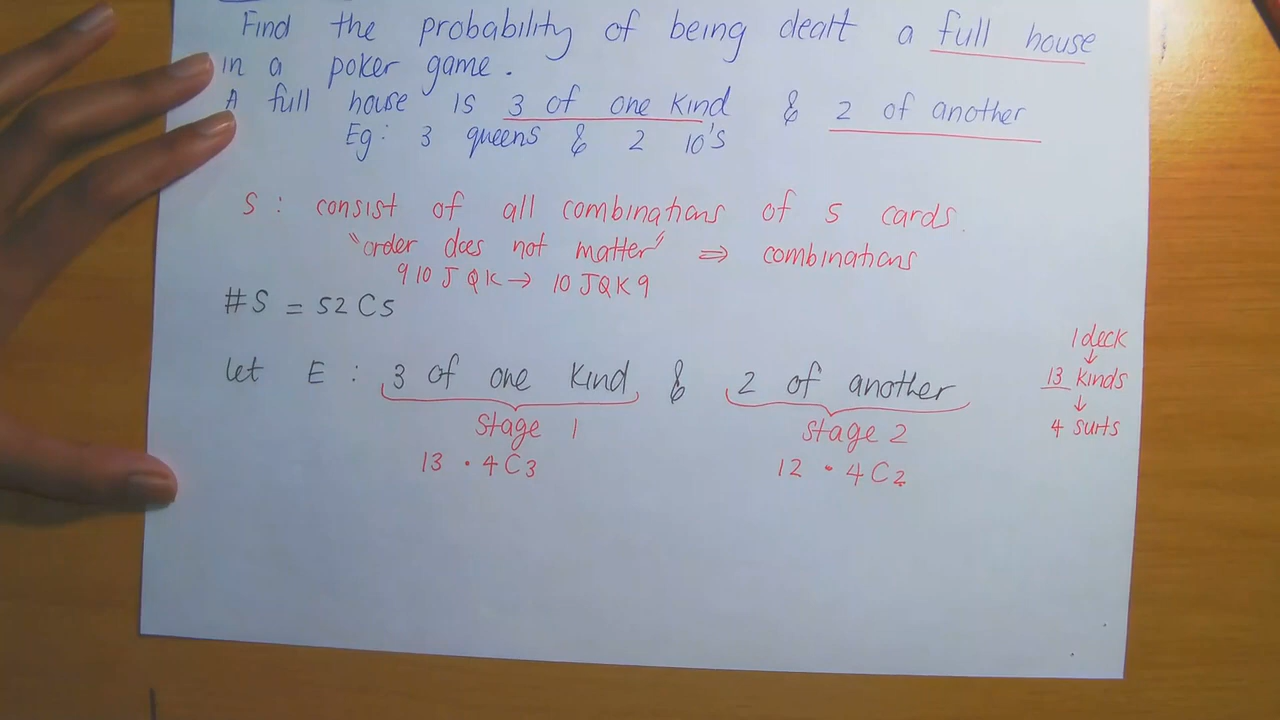 Find the probability of being dealt a full house
in a poker game.
A full house is 3 of one kind & 2 of another
Eg: 3 queens & 2 10's
S : consist of all combinations of 5 cards.
"order does not matter" ⇒ combinations
9 10 J Q K → 10 J Q K 9
#S = 52C5
let E : 3 of one kind & 2 of another
stage 1 stage 2
13 · 4C3 12 · 4C2
1 deck
↓
13 kinds
↓
4 suits